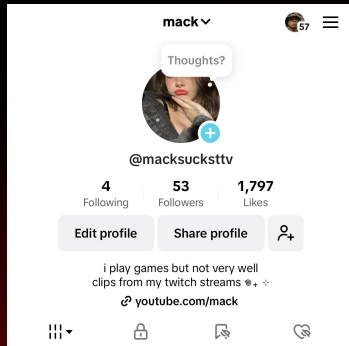 mack
57
Thoughts?
@macksucksttv
4 53 1,797
Following Followers Likes
Edit profile Share profile
i play games but not very well
clips from my twitch streams 𖦹₊ ⊹
youtube.com/mack